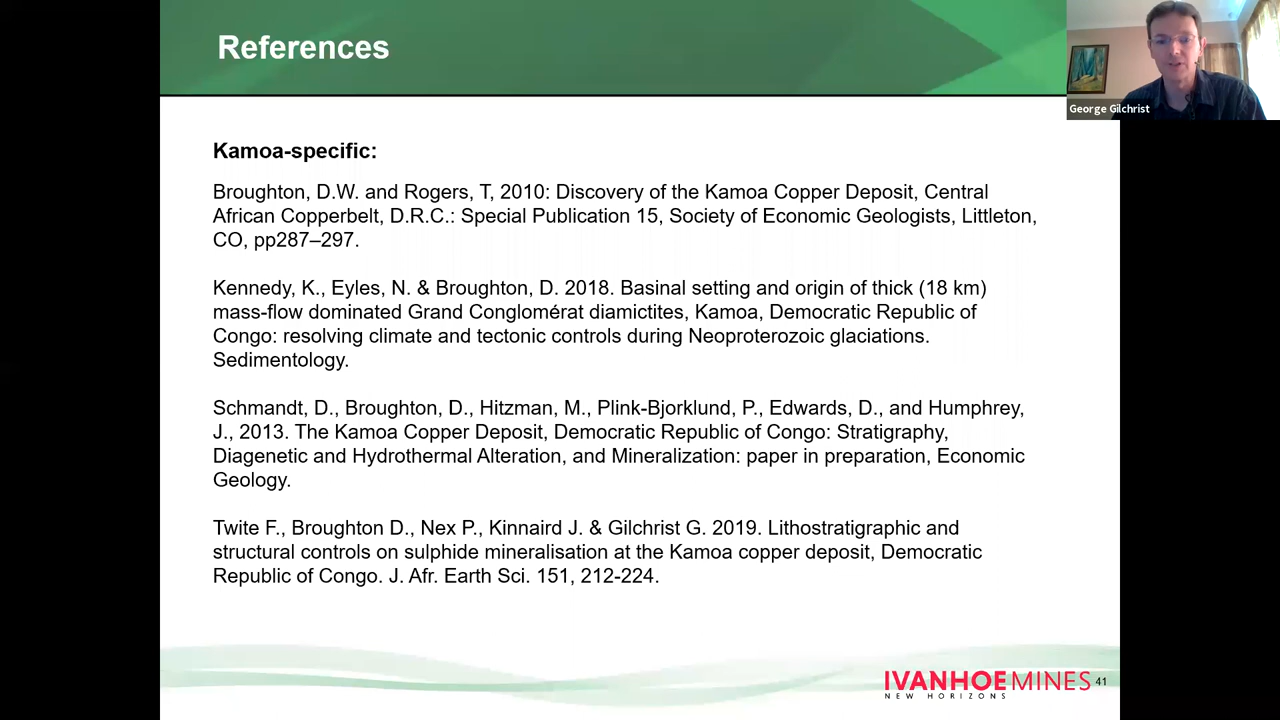 References
George Gilchrist
Kamoa-specific:
Broughton, D.W. and Rogers, T, 2010: Discovery of the Kamoa Copper Deposit, Central
African Copperbelt, D.R.C.: Special Publication 15, Society of Economic Geologists, Littleton,
CO, pp287–297.
Kennedy, K., Eyles, N. & Broughton, D. 2018. Basinal setting and origin of thick (18 km)
mass-flow dominated Grand Conglomérat diamictites, Kamoa, Democratic Republic of
Congo: resolving climate and tectonic controls during Neoproterozoic glaciations.
Sedimentology.
Schmandt, D., Broughton, D., Hitzman, M., Plink-Bjorklund, P., Edwards, D., and Humphrey,
J., 2013. The Kamoa Copper Deposit, Democratic Republic of Congo: Stratigraphy,
Diagenetic and Hydrothermal Alteration, and Mineralization: paper in preparation, Economic
Geology.
Twite F., Broughton D., Nex P., Kinnaird J. & Gilchrist G. 2019. Lithostratigraphic and
structural controls on sulphide mineralisation at the Kamoa copper deposit, Democratic
Republic of Congo. J. Afr. Earth Sci. 151, 212-224.
IVANHOEMINES 41
NEW HORIZONS